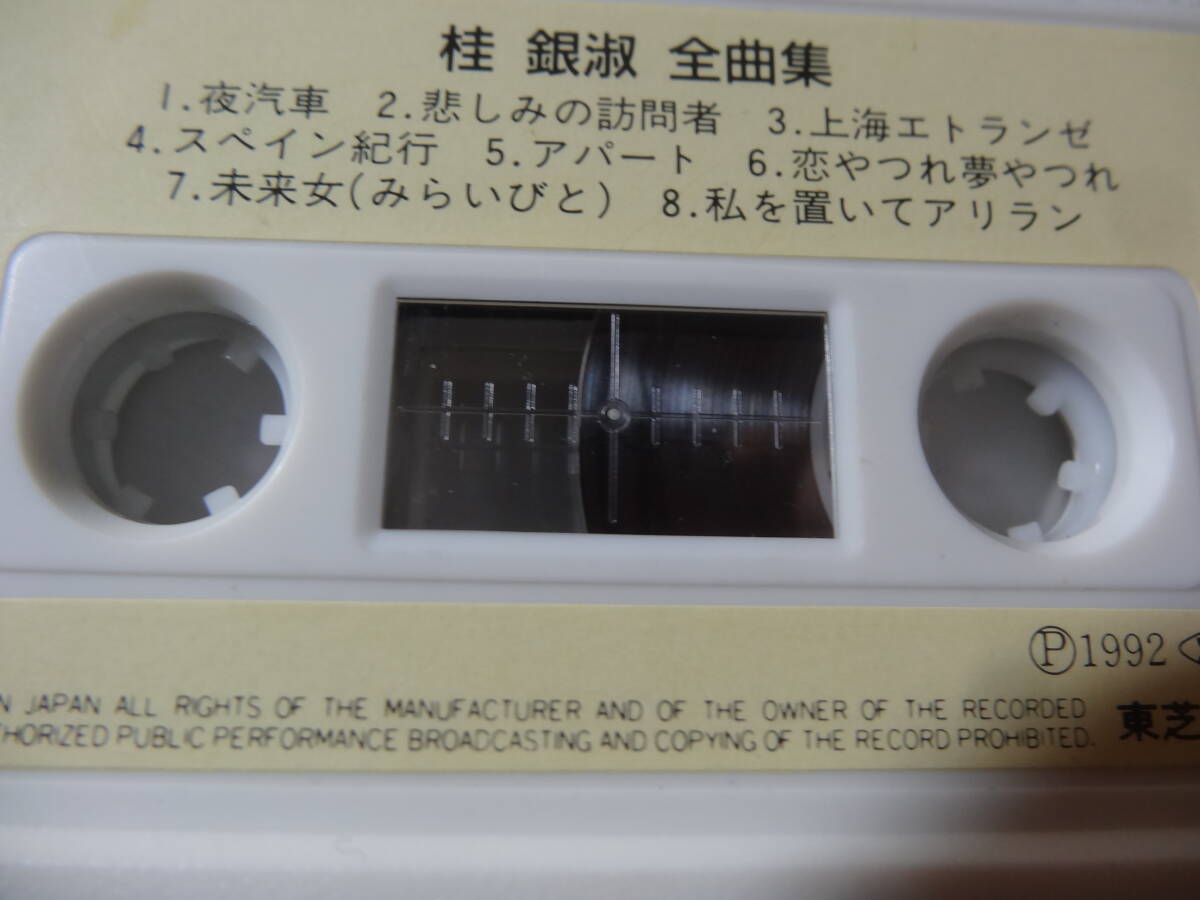 桂 銀淑 全曲集
1.夜汽車 2.悲しみの訪問者 3.上海エトランゼ
4.スペイン紀行 5.アパート 6.恋やつれ夢やつれ
7.未来女(みらいびと) 8.私を置いてアリラン
Ⓟ1992
N JAPAN ALL RIGHTS OF THE MANUFACTURER AND OF THE OWNER OF THE RECORDED
THORIZED PUBLIC PERFORMANCE BROADCASTING AND COPYING OF THE RECORD PROHIBITED.
東芝